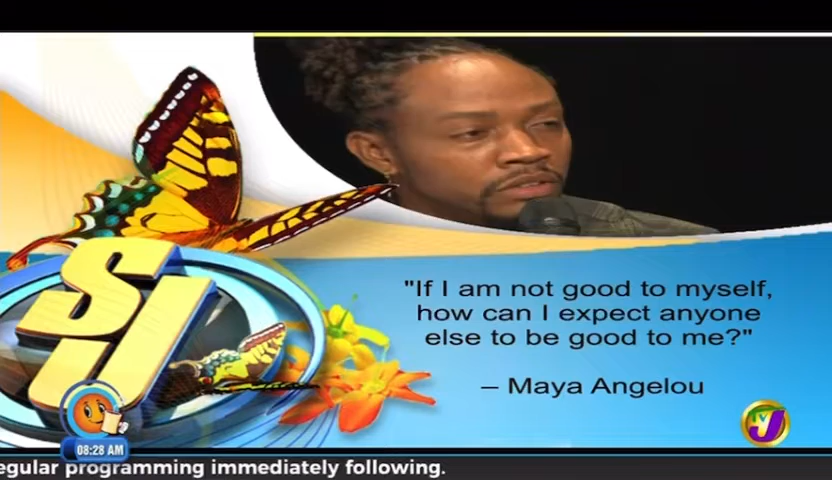 "If I am not good to myself,
how can I expect anyone
else to be good to me?"
– Maya Angelou
SJ
TVJ
08:28 AM
egular programming immediately following.